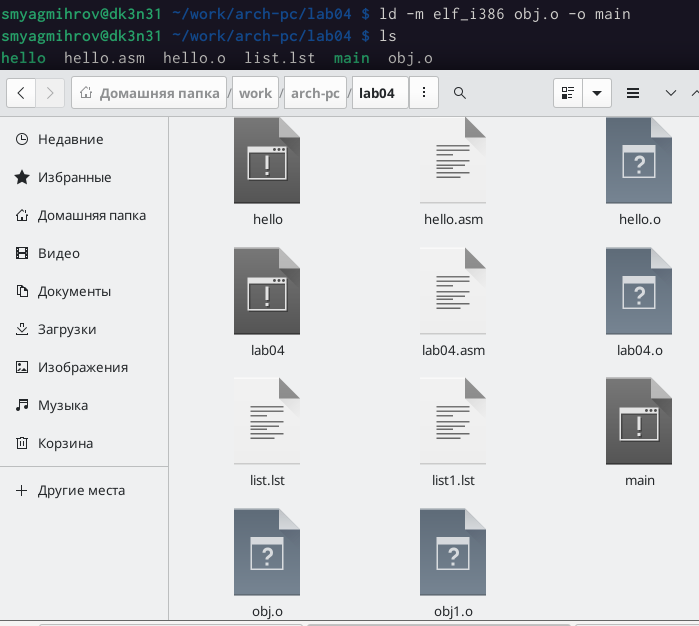 smyagmihrov@dk3n31 ~/work/arch-pc/lab04 $ ld -m elf_i386 obj.o -o main
smyagmihrov@dk3n31 ~/work/arch-pc/lab04 $ ls
hello hello.asm hello.o list.lst main obj.o
Домашняя папка / work / arch-pc / lab04
Недавние
Избранные
Домашняя папка
Видео
Документы
Загрузки
Изображения
Музыка
Корзина
Другие места
hello hello.asm hello.o
lab04 lab04.asm lab04.o
list.lst list1.lst main
obj.o obj1.o